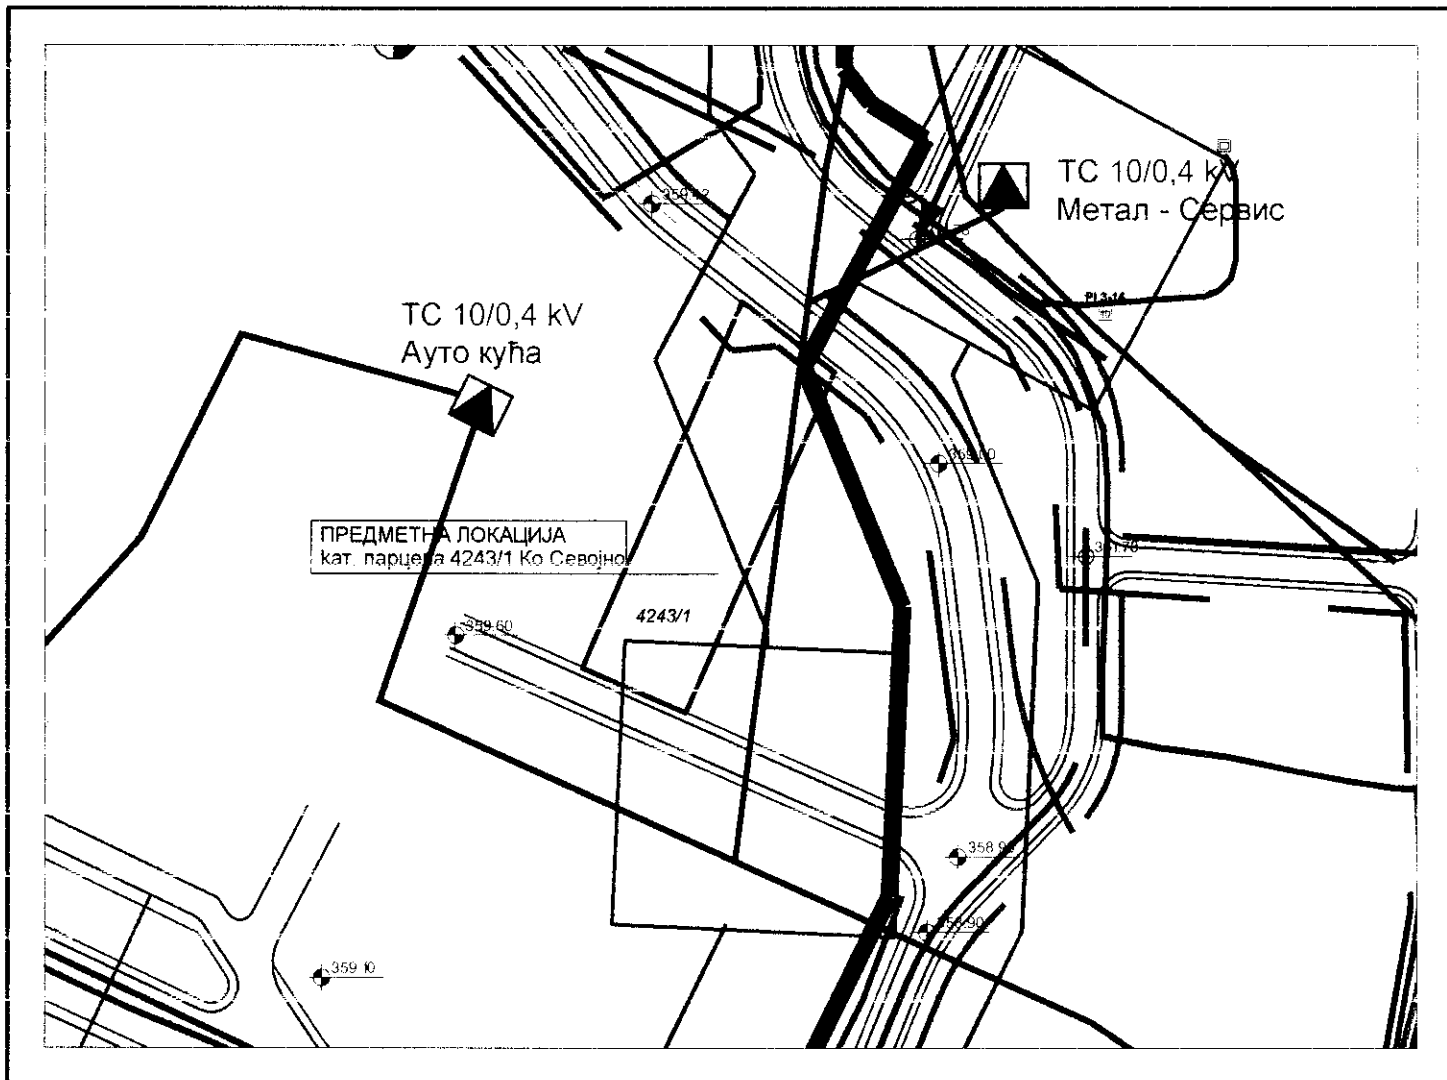 ТС 10/0,4 kV
Метал - Сервис
ТС 10/0,4 kV
Ауто кућа
ПРЕДМЕТНА ЛОКАЦИЈА
кат. парцела 4243/1 Ко Севојно
359.60
4243/1
358.90
359.10